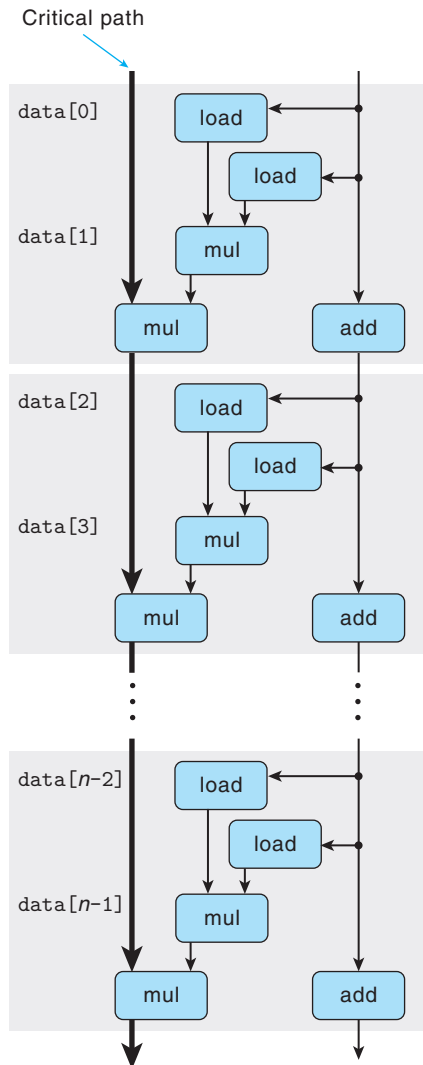 Critical path
data[0]
load
load
data[1]
mul
mul
add
data[2]
load
load
data[3]
mul
mul
add
data[n-2]
load
load
data[n-1]
mul
mul
add